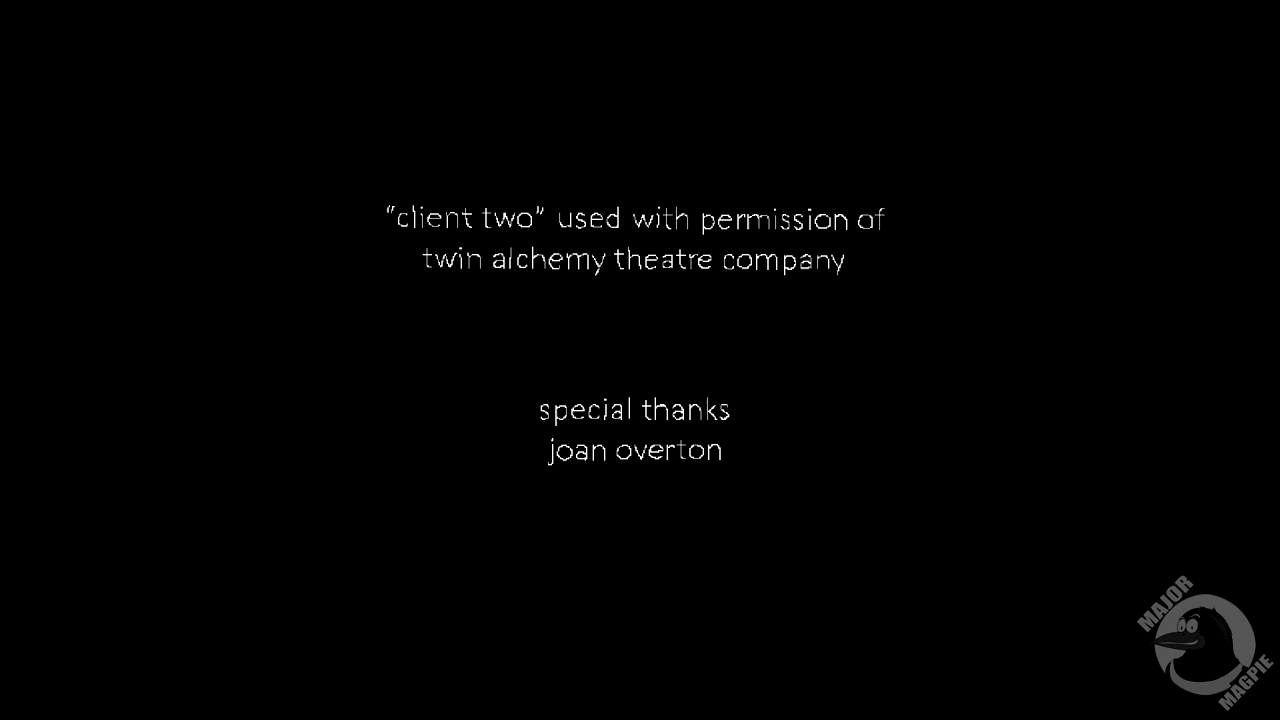 "client two" used with permission of
twin alchemy theatre company
special thanks
joan overton
MAJOR
MAGPIE